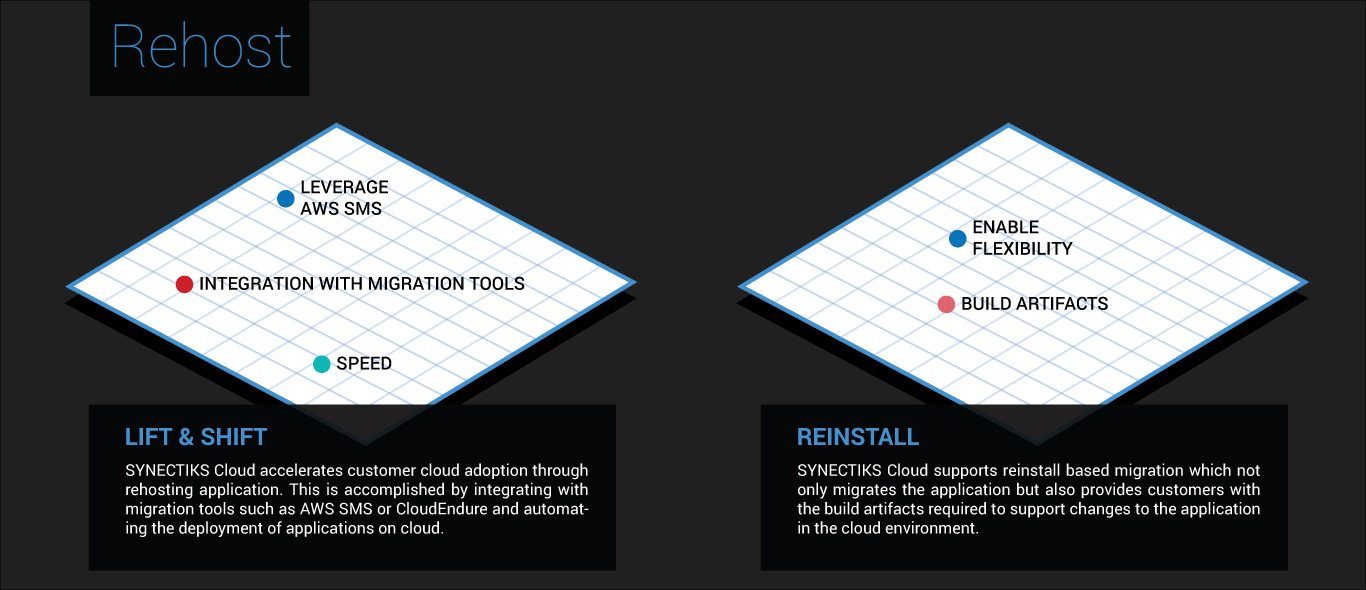 Rehost
LEVERAGE
AWS SMS
INTEGRATION WITH MIGRATION TOOLS
SPEED
LIFT & SHIFT
SYNECTIKS Cloud accelerates customer cloud adoption through
rehosting application. This is accomplished by integrating with
migration tools such as AWS SMS or CloudEndure and automat-
ing the deployment of applications on cloud.
ENABLE
FLEXIBILITY
BUILD ARTIFACTS
REINSTALL
SYNECTIKS Cloud supports reinstall based migration which not
only migrates the application but also provides customers with
the build artifacts required to support changes to the application
in the cloud environment.